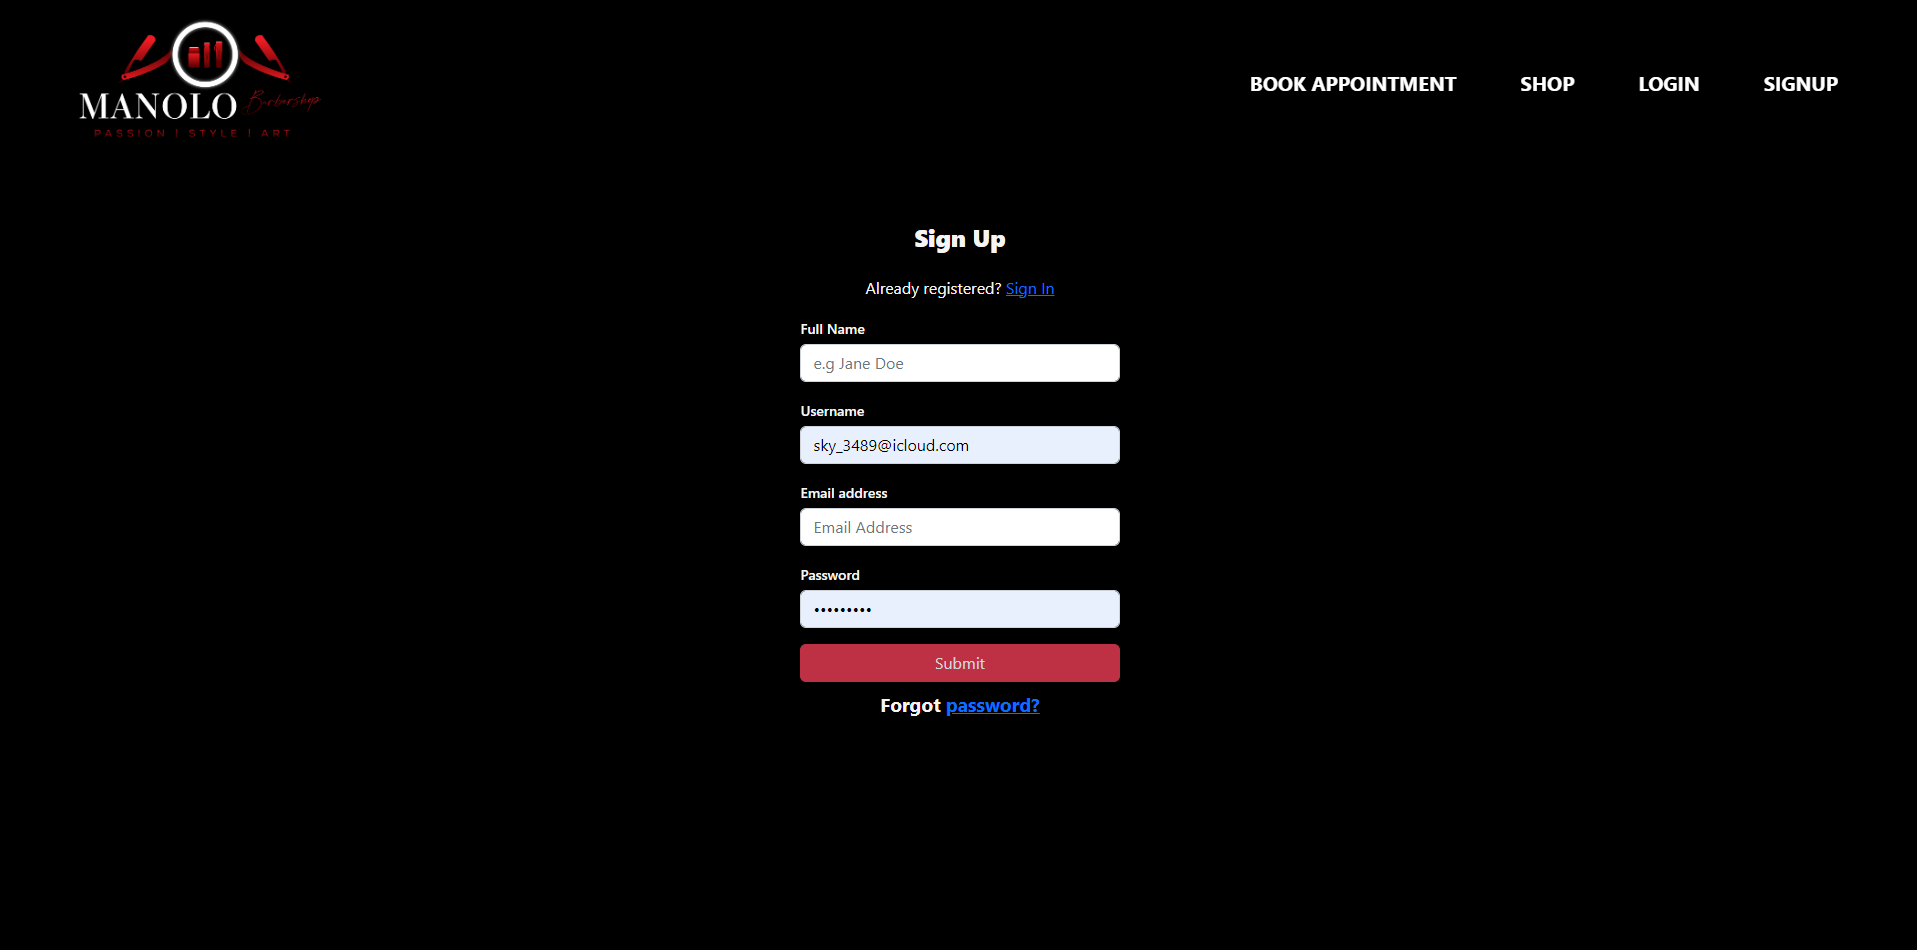 MANOLO Barbershop
PASSION | STYLE | ART
BOOK APPOINTMENT
SHOP
LOGIN
SIGNUP
Sign Up
Already registered? Sign In
Full Name
e.g Jane Doe
Username
sky_3489@icloud.com
Email address
Email Address
Password
•••••••••
Submit
Forgot password?